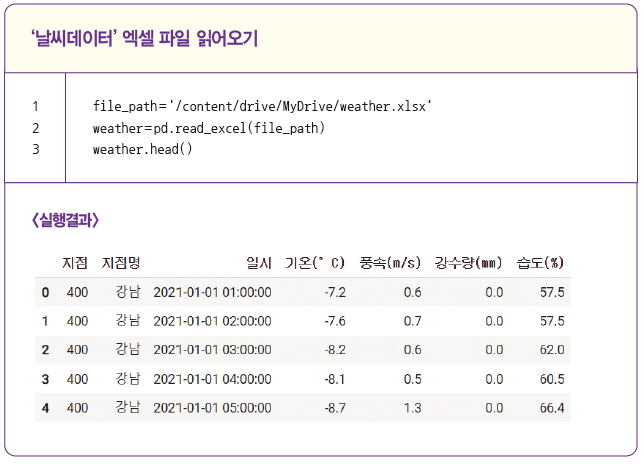 ‘날씨데이터’ 엑셀 파일 읽어오기
1 file_path='/content/drive/MyDrive/weather.xlsx'
2 weather=pd.read_excel(file_path)
3 weather.head()
<실행결과>
지점 지점명 일시 기온(°C) 풍속(m/s) 강수량(mm) 습도(%)
0 400 강남 2021-01-01 01:00:00 -7.2 0.6 0.0 57.5
1 400 강남 2021-01-01 02:00:00 -7.6 0.7 0.0 57.5
2 400 강남 2021-01-01 03:00:00 -8.2 0.6 0.0 62.0
3 400 강남 2021-01-01 04:00:00 -8.1 0.5 0.0 60.5
4 400 강남 2021-01-01 05:00:00 -8.7 1.3 0.0 66.4